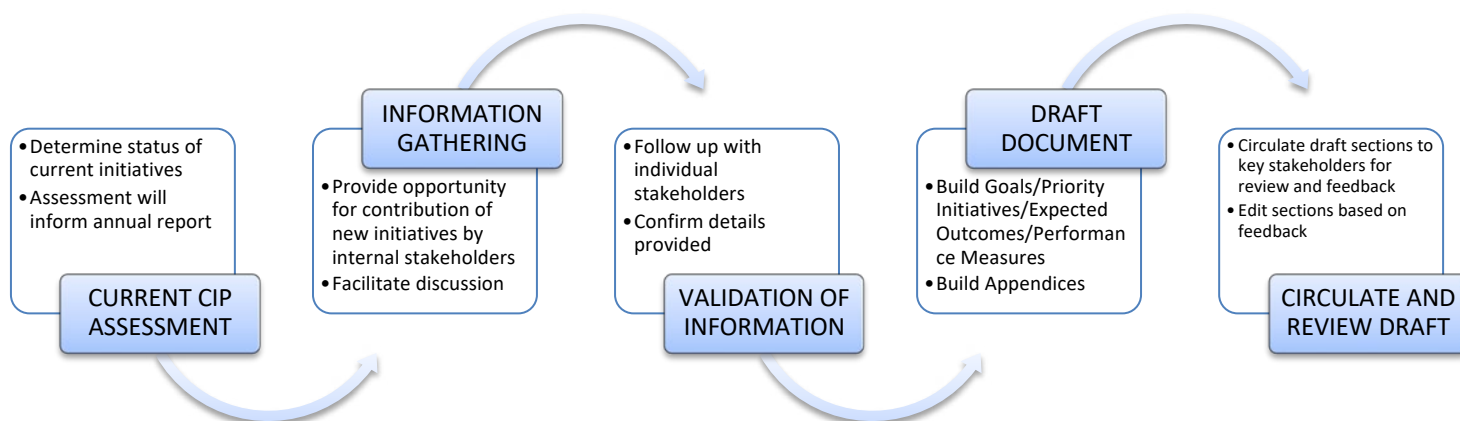 •Determine status of
current initiatives
•Assessment will
inform annual report
CURRENT CIP
ASSESSMENT
INFORMATION
GATHERING
•Provide opportunity
for contribution of
new initiatives by
internal stakeholders
•Facilitate discussion
•Follow up with
individual
stakeholders
•Confirm details
provided
VALIDATION OF
INFORMATION
DRAFT
DOCUMENT
•Build Goals/Priority
Initiatives/Expected
Outcomes/Performan
ce Measures
•Build Appendices
•Circulate draft sections to
key stakeholders for
review and feedback
•Edit sections based on
feedback
CIRCULATE AND
REVIEW DRAFT